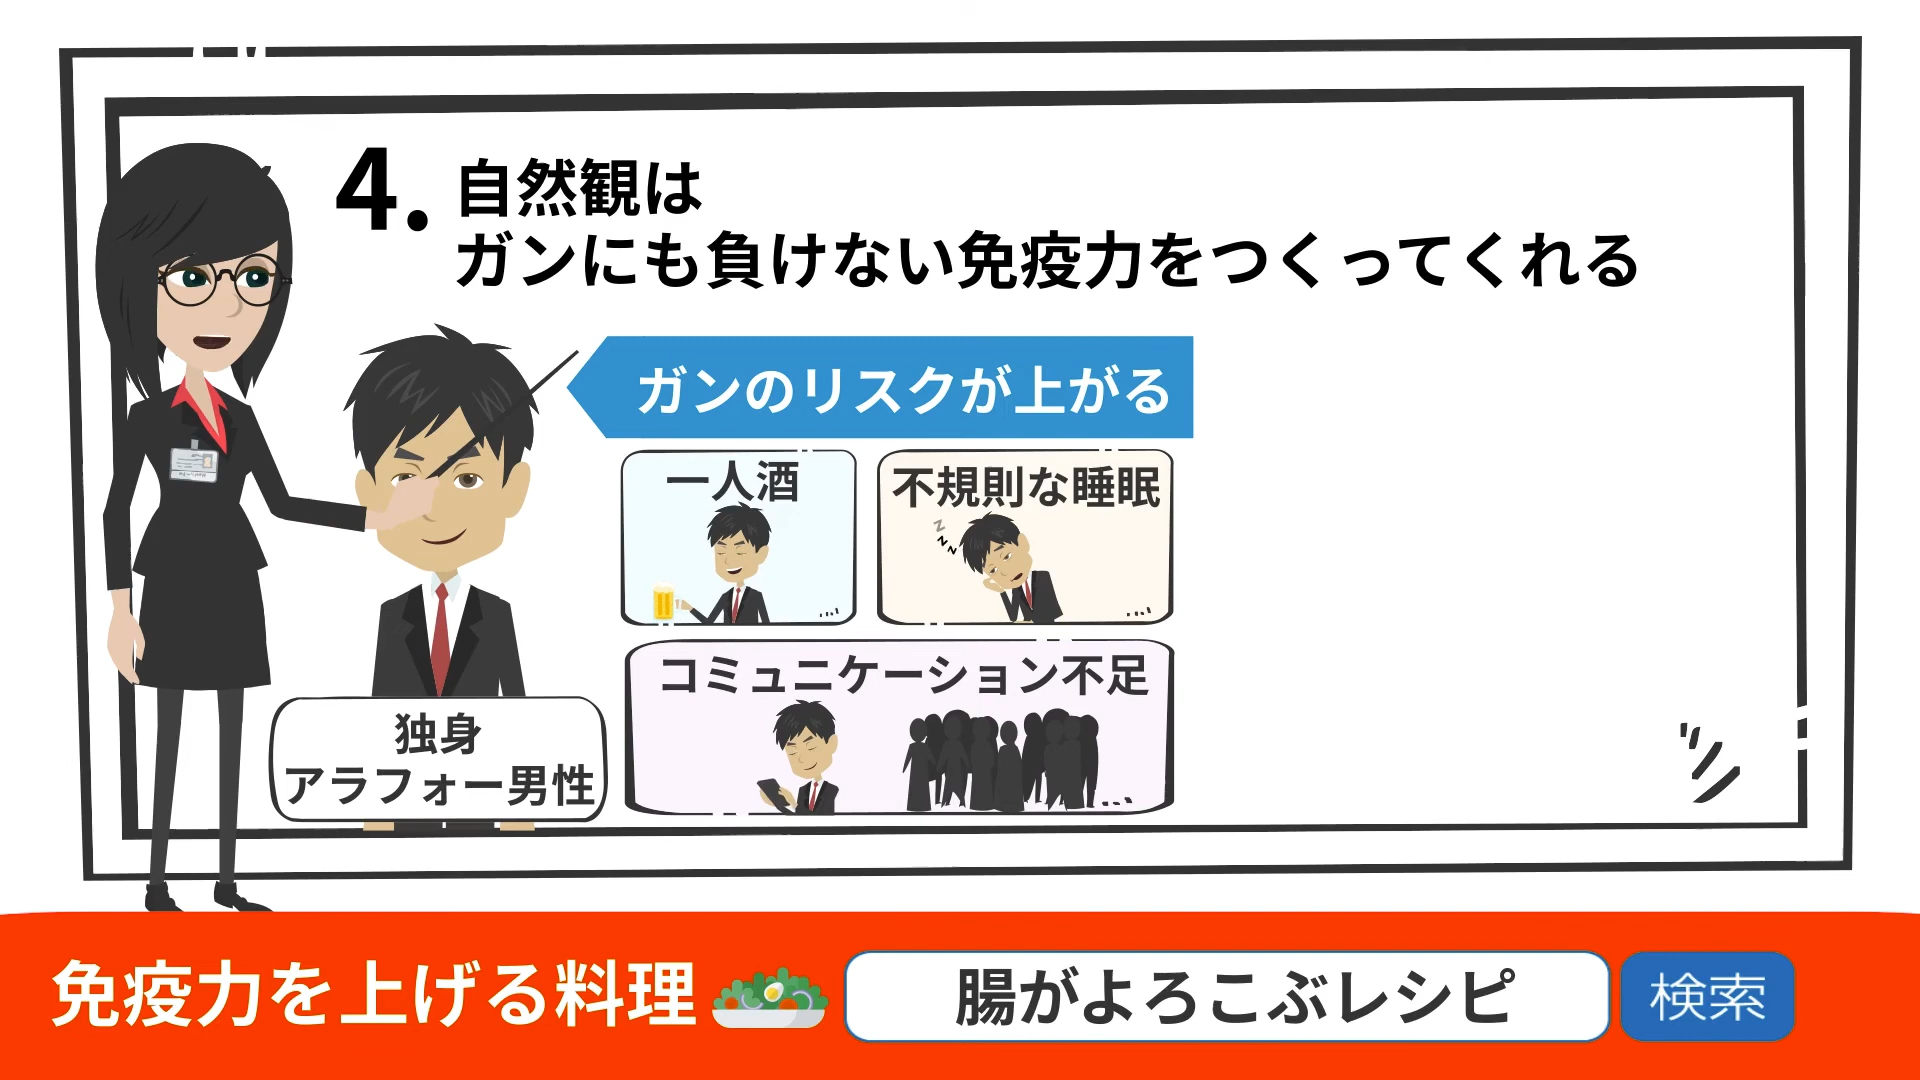 4.
自然観は
ガンにも負けない免疫力をつくってくれる
ガンのリスクが上がる
一人酒
不規則な睡眠
z z z
コミュニケーション不足
独身
アラフォー男性
免疫力を上げる料理
腸がよろこぶレシピ
検索